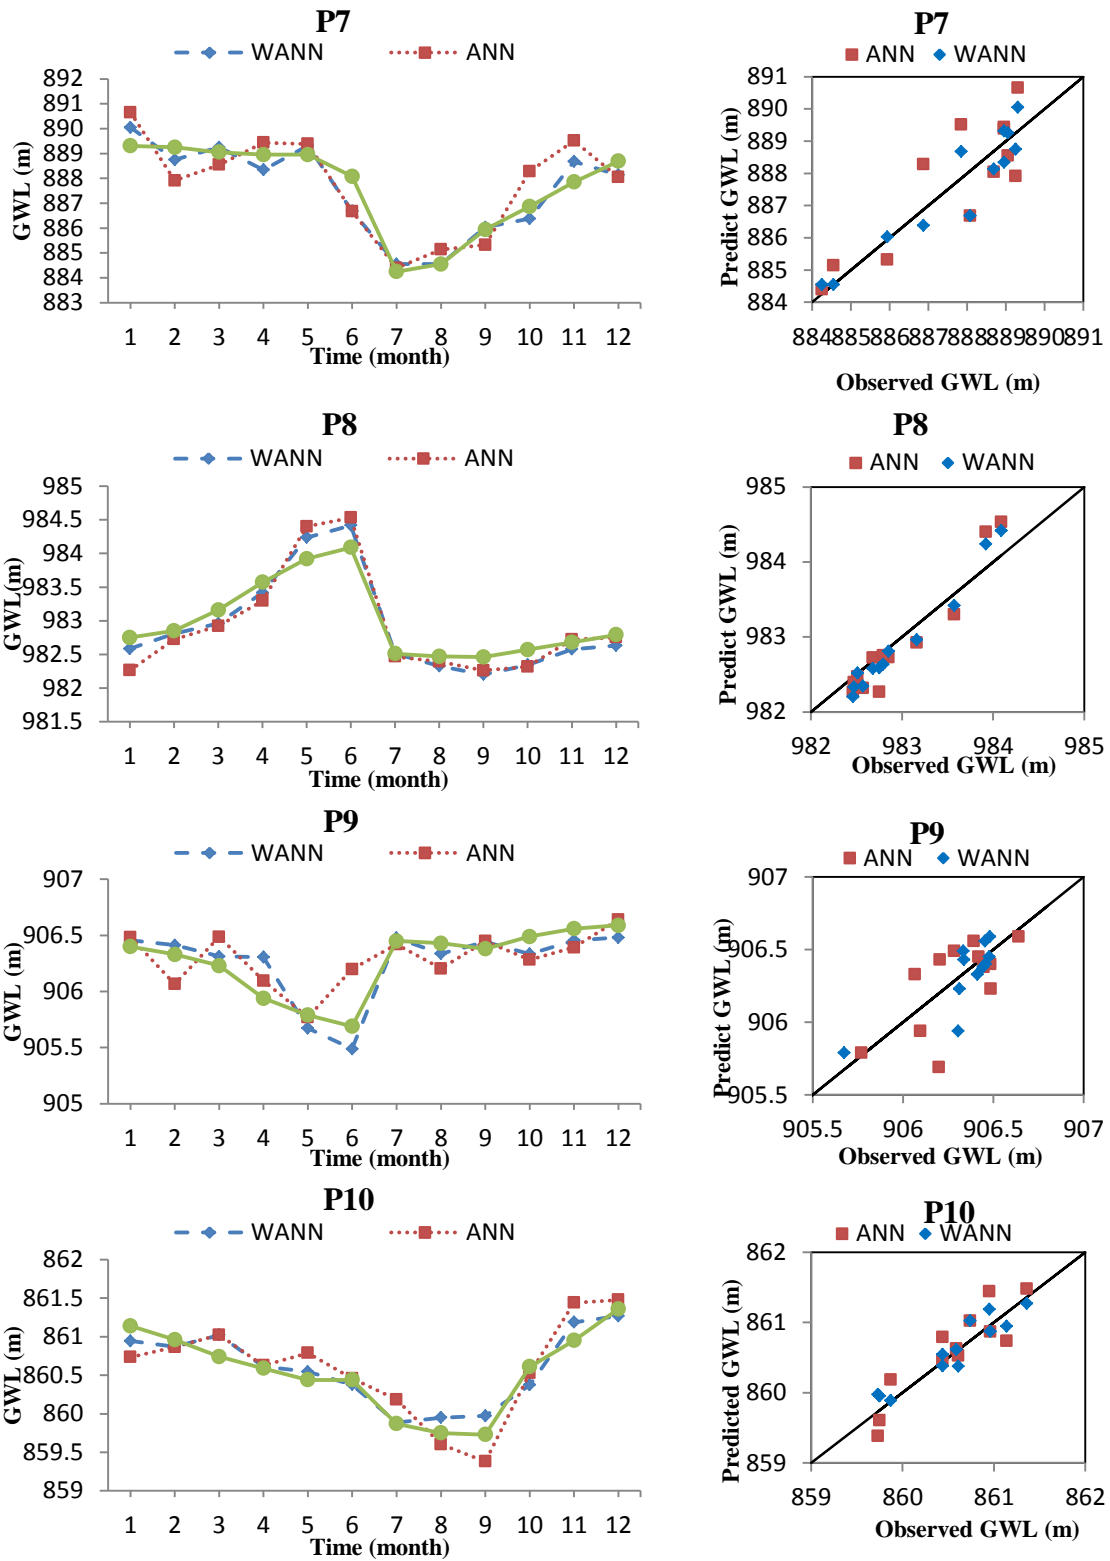 P7
WANN ANN
892
891
890
889
888
887
886
885
884
883
GWL (m)
1 2 3 4 5 6 7 8 9 10 11 12
Time (month)
P7
ANN WANN
891
890
889
888
887
886
885
884
Predict GWL (m)
884 885 886 887 888 889 890 891
Observed GWL (m)
P8
WANN ANN
985
984.5
984
983.5
983
982.5
982
981.5
GWL(m)
1 2 3 4 5 6 7 8 9 10 11 12
Time (month)
P8
ANN WANN
985
984
983
982
Predict GWL (m)
982 983 984 985
Observed GWL (m)
P9
WANN ANN
907
906.5
906
905.5
905
GWL (m)
1 2 3 4 5 6 7 8 9 10 11 12
Time (month)
P9
ANN WANN
907
906.5
906
905.5
Predict GWL (m)
905.5 906 906.5 907
Observed GWL (m)
P10
WANN ANN
862
861.5
861
860.5
860
859.5
859
GWL (m)
1 2 3 4 5 6 7 8 9 10 11 12
Time (month)
P10
ANN WANN
862
861
860
859
Predicted GWL (m)
859 860 861 862
Observed GWL (m)